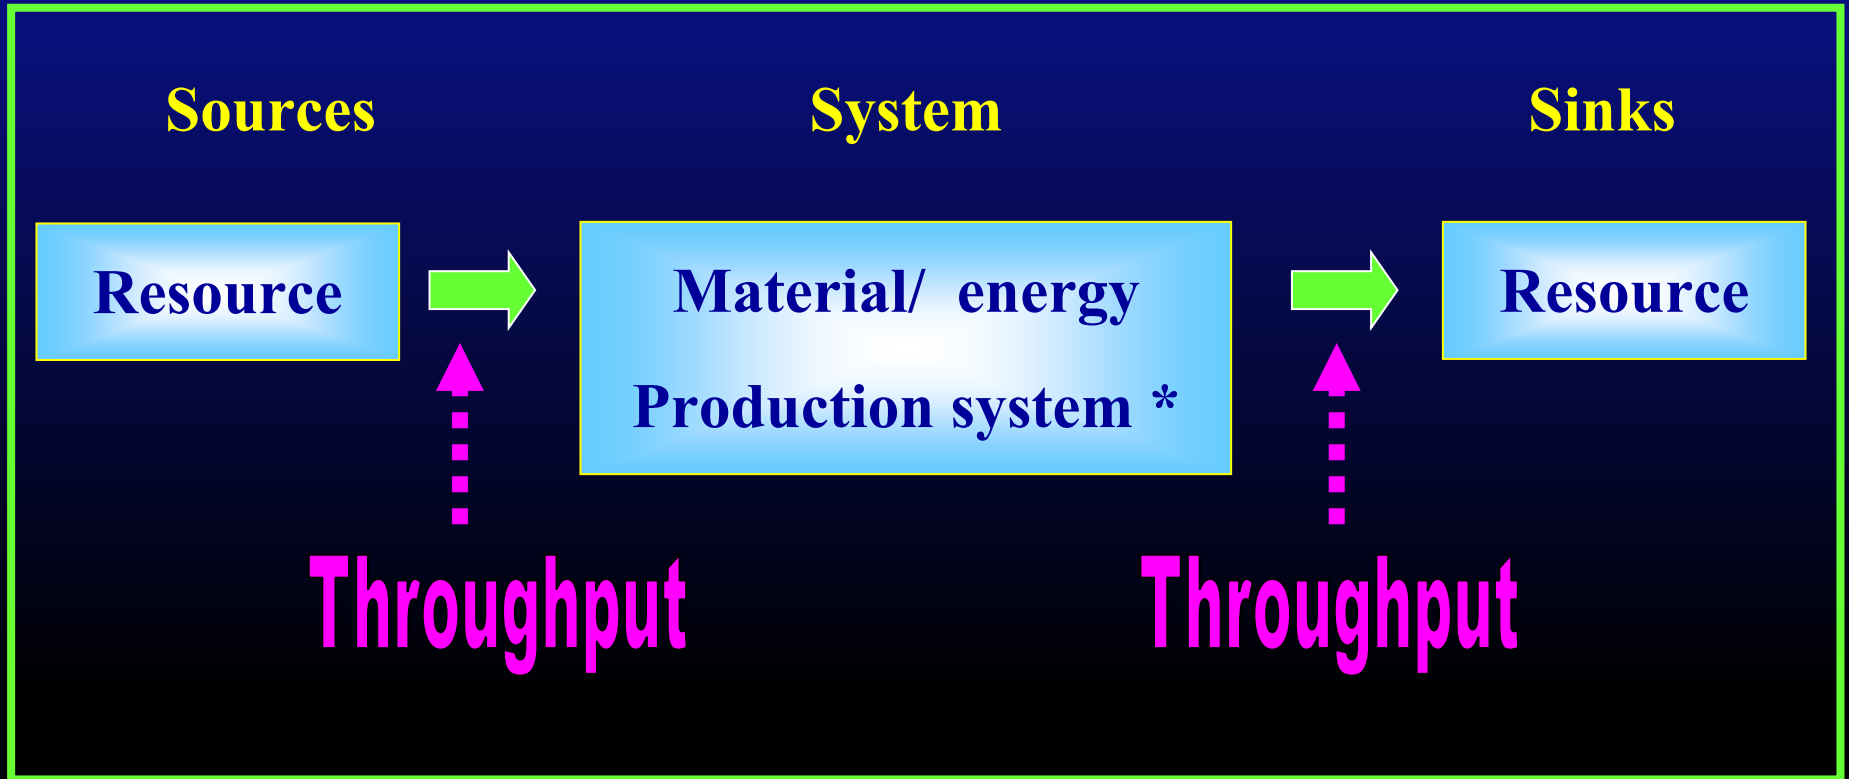 Sources
System
Sinks
Resource
Material/ energy
Production system *
Resource
Throughput
Throughput